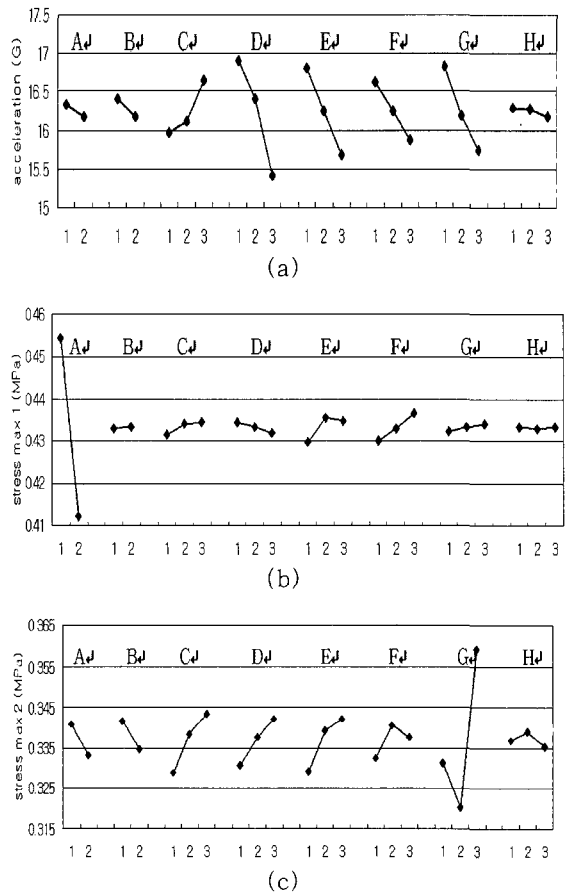 acceleration (G)
17.5
17
16.5
16
15.5
15
A↲ B↲ C↲ D↲ E↲ F↲ G↲ H↲
1 2 1 2 1 2 3 1 2 3 1 2 3 1 2 3 1 2 3 1 2 3
(a)
stress max 1 (MPa)
0.46
0.45
0.44
0.43
0.42
0.41
A↲ B↲ C↲ D↲ E↲ F↲ G↲ H↲
1 2 1 2 1 2 3 1 2 3 1 2 3 1 2 3 1 2 3 1 2 3
(b)
stress max 2 (MPa)
0.365
0.355
0.345
0.335
0.325
0.315
A↲ B↲ C↲ D↲ E↲ F↲ G↲ H↲
1 2 1 2 1 2 3 1 2 3 1 2 3 1 2 3 1 2 3 1 2 3
(c)